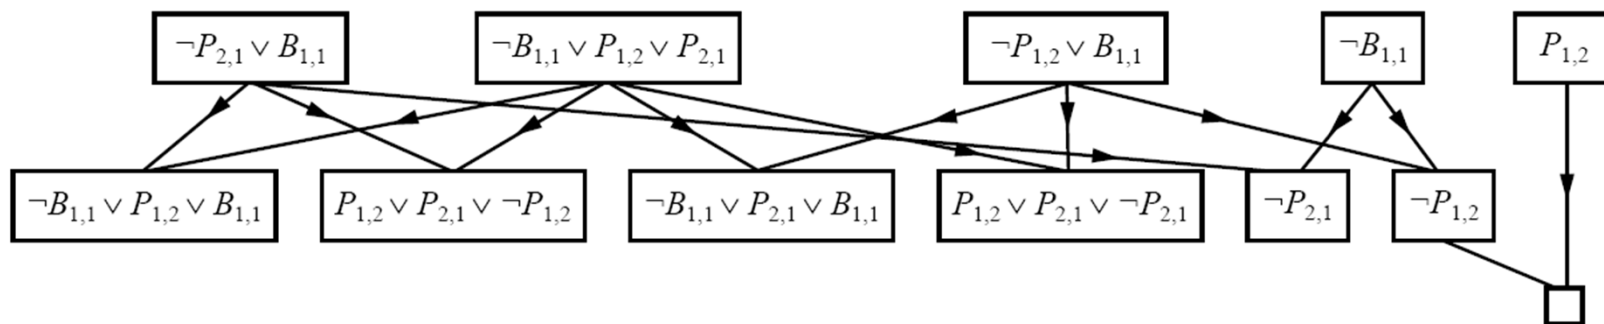 ¬P2,1 ∨ B1,1
¬B1,1 ∨ P1,2 ∨ P2,1
¬P1,2 ∨ B1,1
¬B1,1
P1,2
¬B1,1 ∨ P1,2 ∨ B1,1
P1,2 ∨ P2,1 ∨ ¬P1,2
¬B1,1 ∨ P2,1 ∨ B1,1
P1,2 ∨ P2,1 ∨ ¬P2,1
¬P2,1
¬P1,2